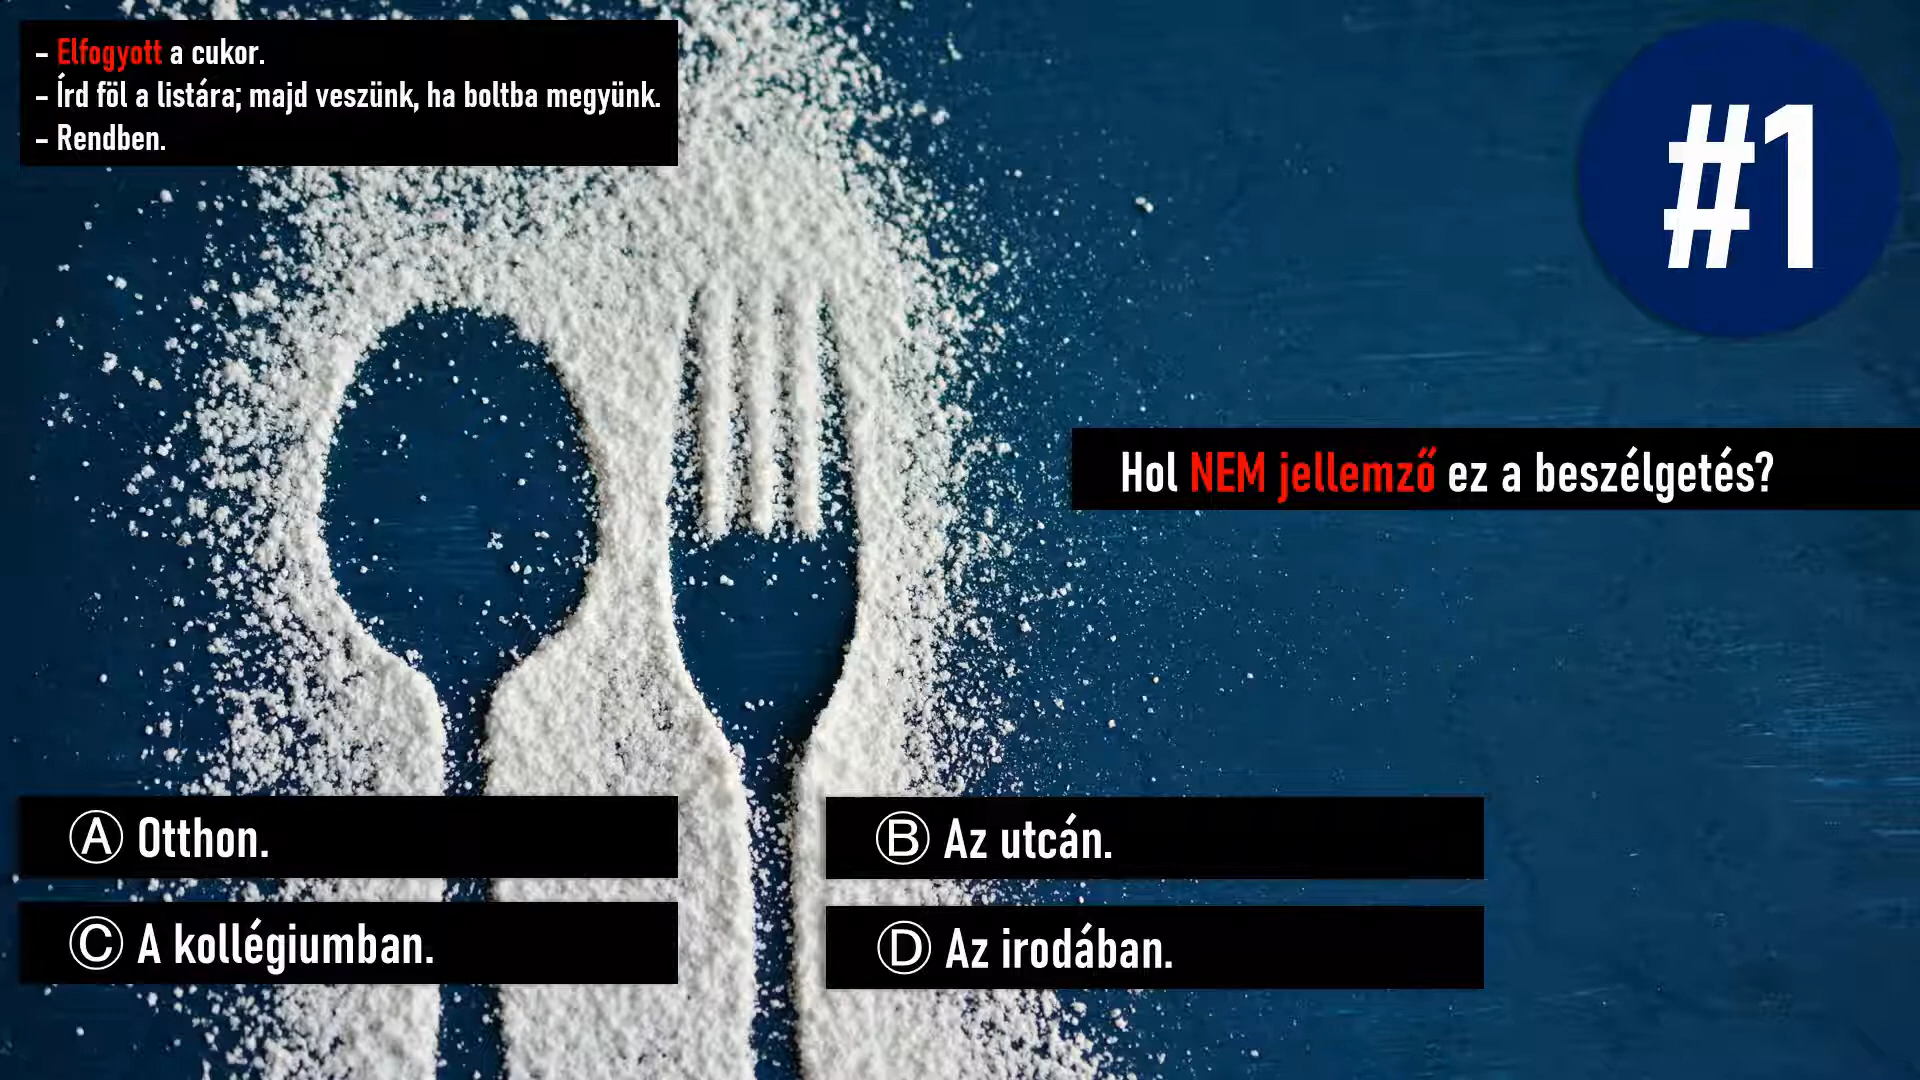 – Elfogyott a cukor.
– Írd föl a listára; majd veszünk, ha boltba megyünk.
– Rendben.
#1
Hol NEM jellemző ez a beszélgetés?
Ⓐ Otthon.
Ⓑ Az utcán.
Ⓒ A kollégiumban.
Ⓓ Az irodában.